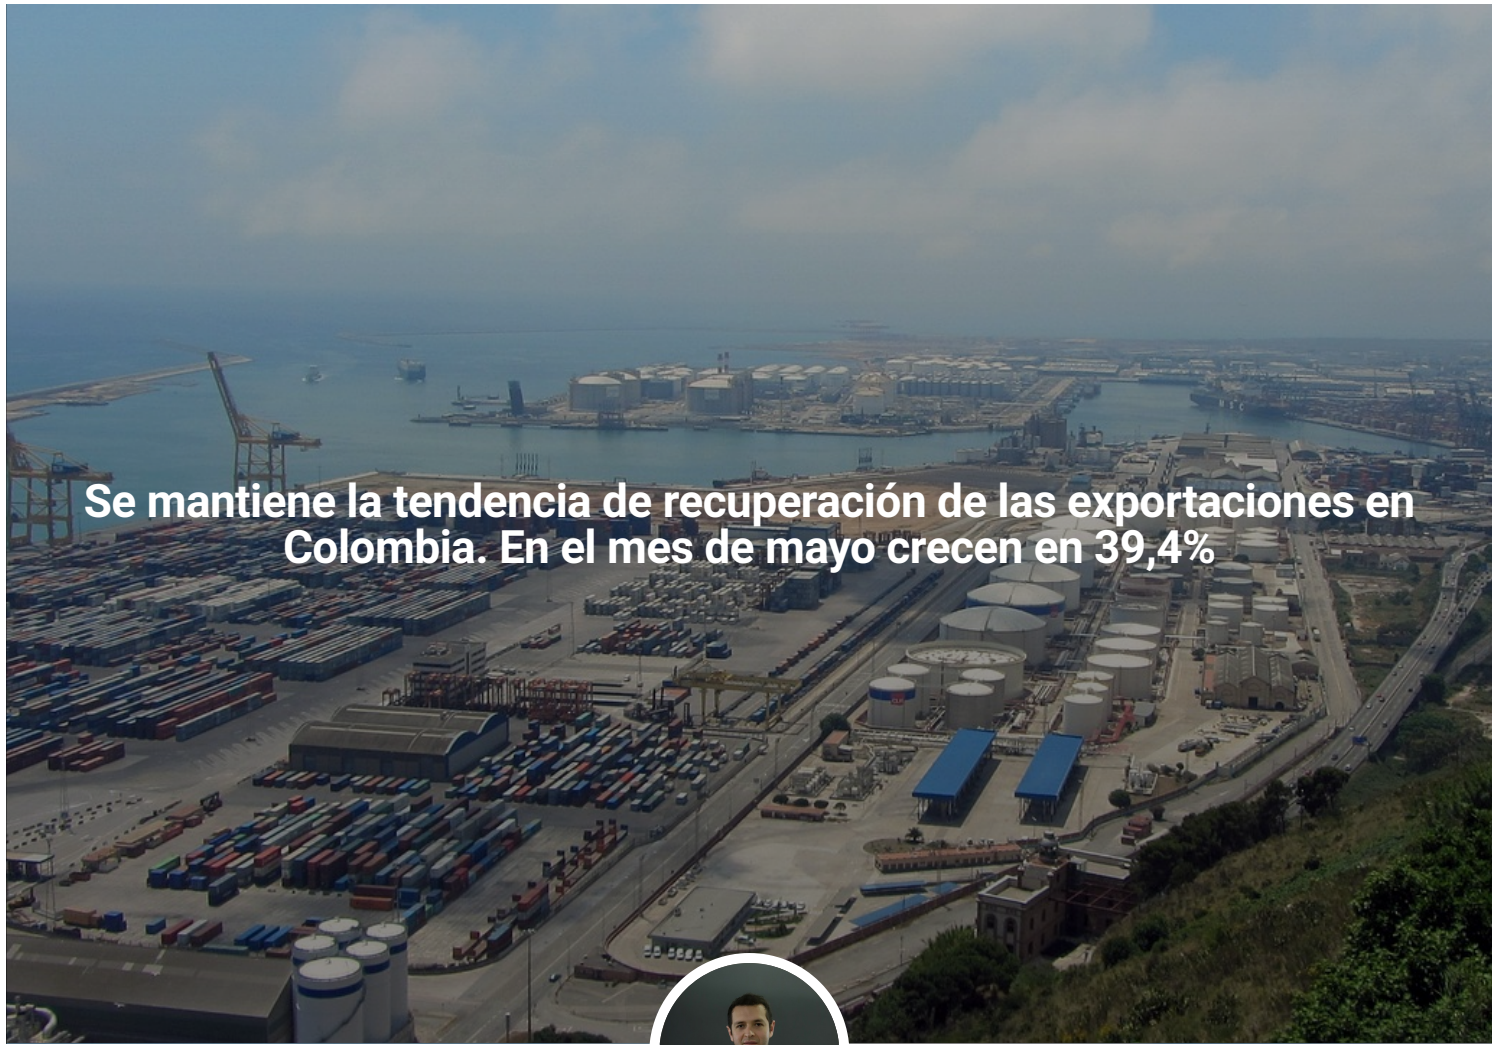 Se mantiene la tendencia de recuperación de las exportaciones en
Colombia. En el mes de mayo crecen en 39,4%